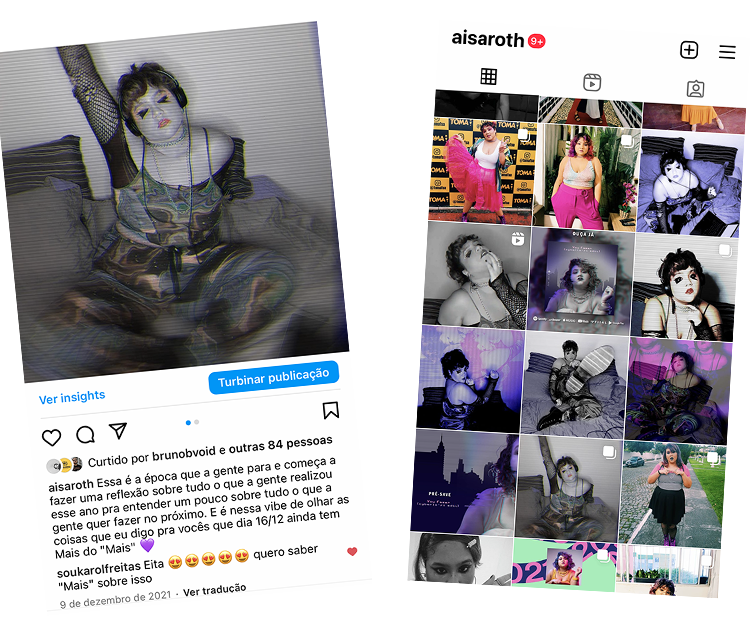 Ver insights
Turbinar publicação
Curtido por brunobvoid e outras 84 pessoas
aisaroth Essa é a época que a gente para e começa a
fazer uma reflexão sobre tudo o que a gente realizou
esse ano pra entender um pouco sobre tudo o que a
gente quer fazer no próximo. E é nessa vibe de olhar as
coisas que eu digo pra vocês que dia 16/12 ainda tem
Mais do "Mais" 💜
soukarolfreitas Eita 😍😍😍😍😍 quero saber
"Mais" sobre isso
9 de dezembro de 2021 · Ver tradução
aisaroth 9+
TOMA
TOMA
TOMA
OUÇA JÁ
PRÉ-SAVE